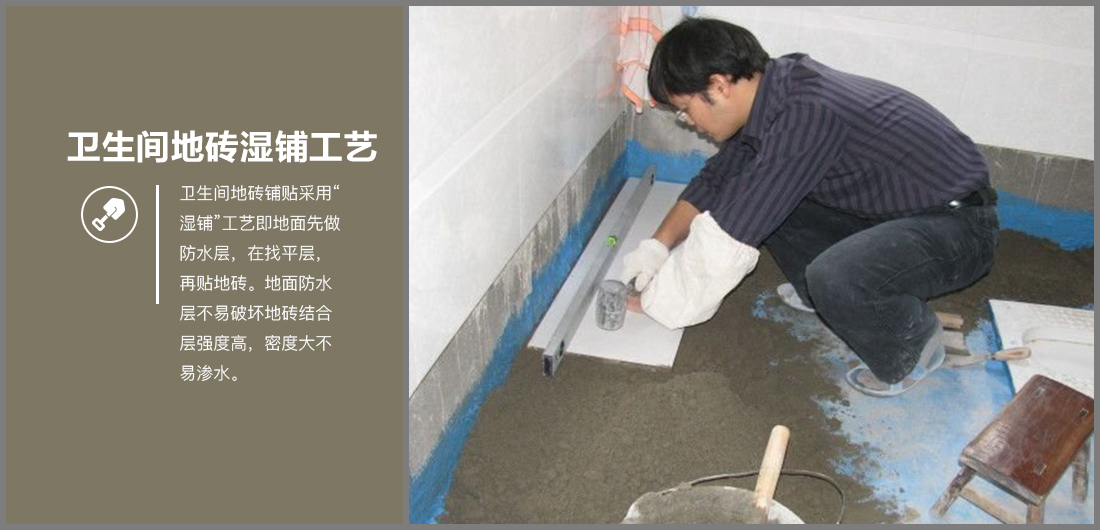 卫生间地砖湿铺工艺
卫生间地砖铺贴采用“
湿铺”工艺即地面先做
防水层，在找平层，
再贴地砖。地面防水
层不易破坏地砖结合
层强度高，密度大不
易渗水。